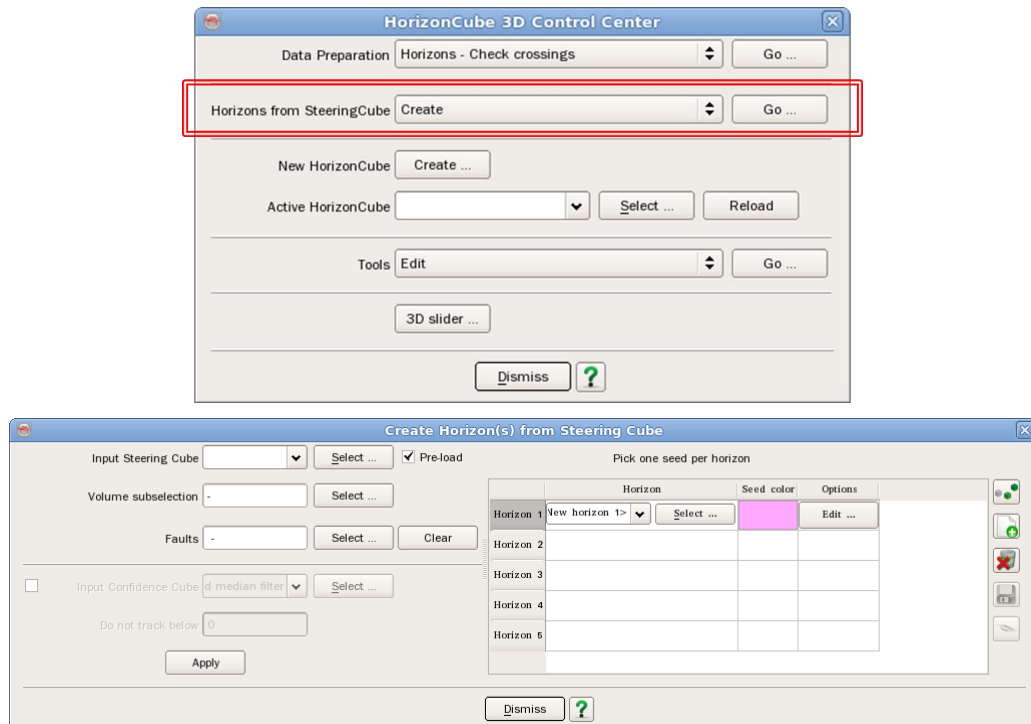 HorizonCube 3D Control Center
Data Preparation Horizons - Check crossings Go ...
Horizons from SteeringCube Create Go ...
New HorizonCube Create ...
Active HorizonCube Select ... Reload
Tools Edit Go ...
3D slider ...
Dismiss ?
Create Horizon(s) from Steering Cube
Input Steering Cube Select ... Pre-load
Volume subselection - Select ...
Faults - Select ... Clear
Input Confidence Cube d median filter Select ...
Do not track below 0
Apply
Pick one seed per horizon
Horizon Seed color Options
Horizon 1 New horizon 1> Select ... Edit ...
Horizon 2
Horizon 3
Horizon 4
Horizon 5
Dismiss ?